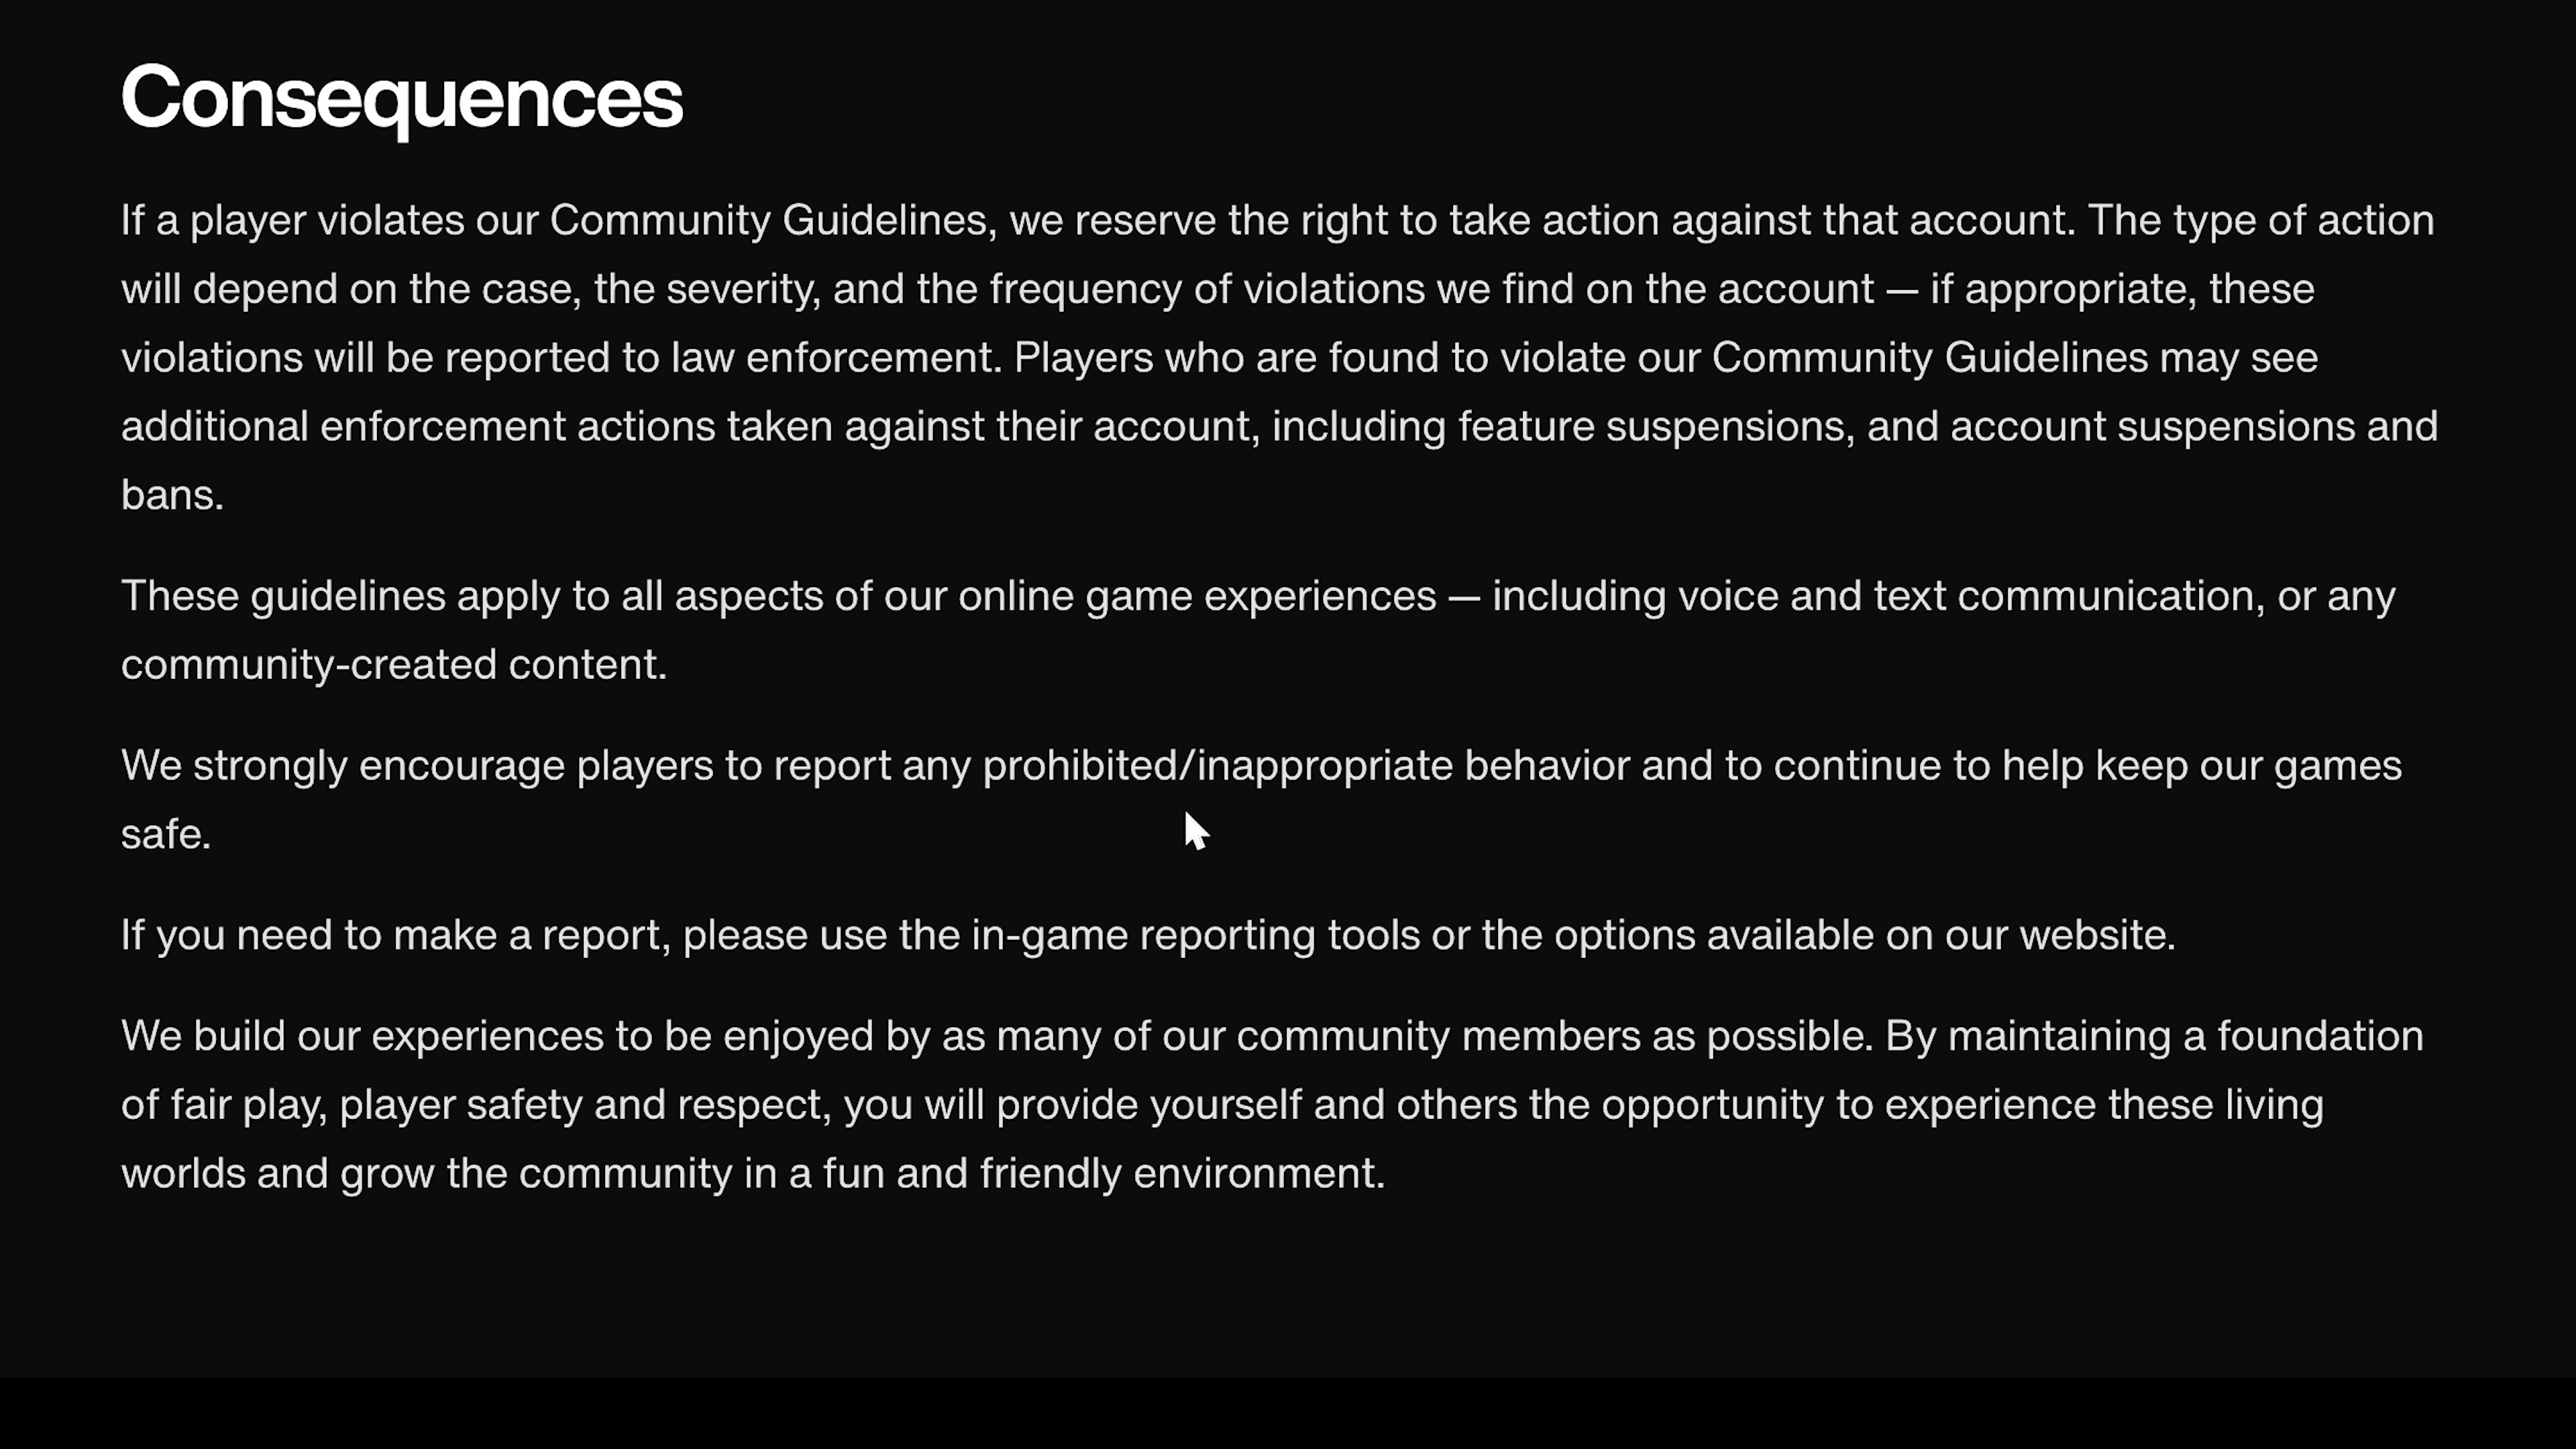 Consequences
If a player violates our Community Guidelines, we reserve the right to take action against that account. The type of action
will depend on the case, the severity, and the frequency of violations we find on the account — if appropriate, these
violations will be reported to law enforcement. Players who are found to violate our Community Guidelines may see
additional enforcement actions taken against their account, including feature suspensions, and account suspensions and
bans.
These guidelines apply to all aspects of our online game experiences — including voice and text communication, or any
community-created content.
We strongly encourage players to report any prohibited/inappropriate behavior and to continue to help keep our games
safe.
If you need to make a report, please use the in-game reporting tools or the options available on our website.
We build our experiences to be enjoyed by as many of our community members as possible. By maintaining a foundation
of fair play, player safety and respect, you will provide yourself and others the opportunity to experience these living
worlds and grow the community in a fun and friendly environment.